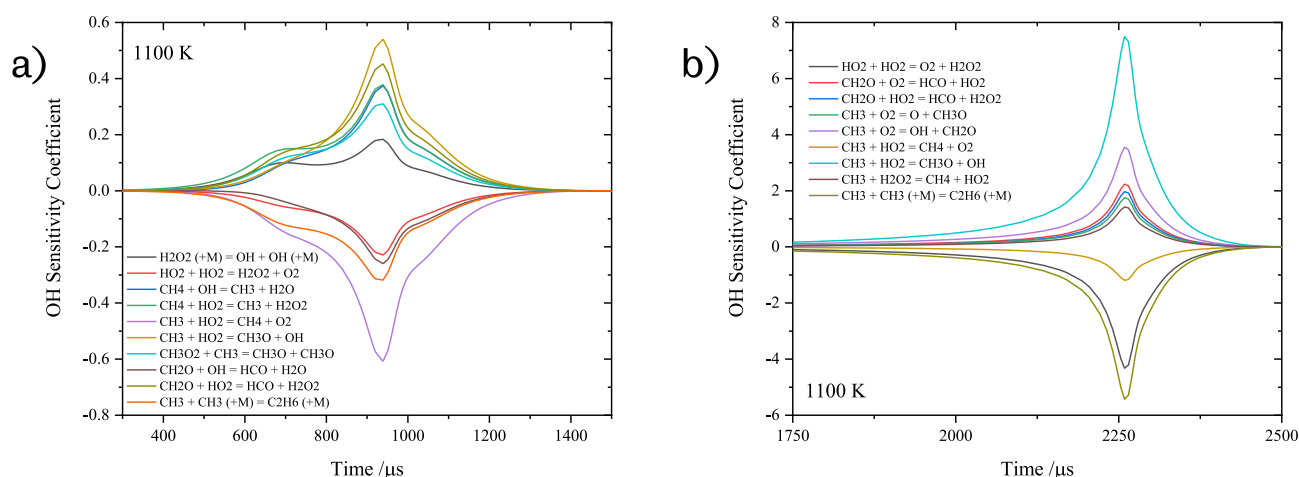 a)
1100 K
OH Sensitivity Coefficient
0.6
0.4
0.2
0.0
-0.2
-0.4
-0.6
-0.8
H2O2 (+M) = OH + OH (+M)
HO2 + HO2 = H2O2 + O2
CH4 + OH = CH3 + H2O
CH4 + HO2 = CH3 + H2O2
CH3 + HO2 = CH4 + O2
CH3 + HO2 = CH3O + OH
CH3O2 + CH3 = CH3O + CH3O
CH2O + OH = HCO + H2O
CH2O + HO2 = HCO + H2O2
CH3 + CH3 (+M) = C2H6 (+M)
400 600 800 1000 1200 1400
Time /μs
b)
OH Sensitivity Coefficient
8
6
4
2
0
-2
-4
-6
HO2 + HO2 = O2 + H2O2
CH2O + O2 = HCO + HO2
CH2O + HO2 = HCO + H2O2
CH3 + O2 = O + CH3O
CH3 + O2 = OH + CH2O
CH3 + HO2 = CH4 + O2
CH3 + HO2 = CH3O + OH
CH3 + H2O2 = CH4 + HO2
CH3 + CH3 (+M) = C2H6 (+M)
1100 K
1750 2000 2250 2500
Time /μs